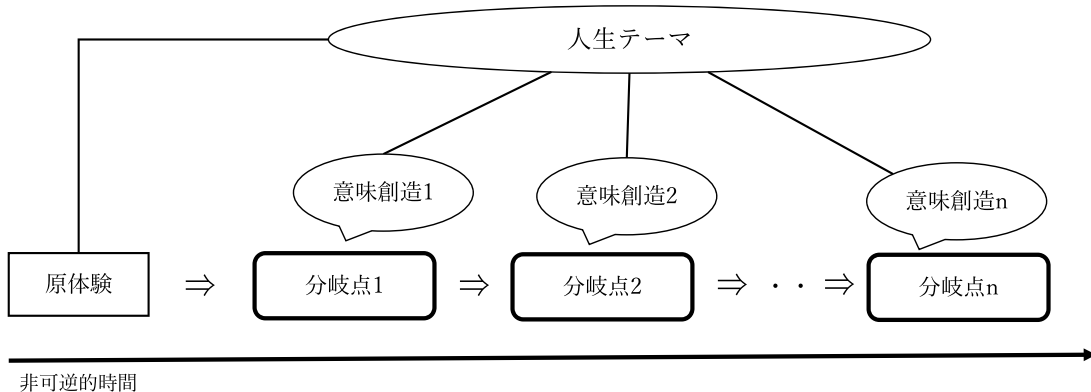 人生テーマ
意味創造1
意味創造2
意味創造n
原体験
⇒
分岐点1
⇒
分岐点2
⇒
・・
⇒
分岐点n
非可逆的時間